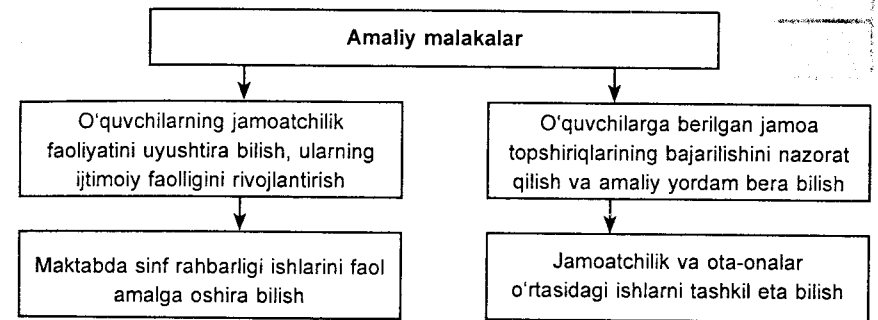 Amaliy malakalar
O‘quvchilarning jamoatchilik
faoliyatini uyushtira bilish, ularning
ijtimoiy faolligini rivojlantirish
O‘quvchilarga berilgan jamoa
topshiriqlarining bajarilishini nazorat
qilish va amaliy yordam bera bilish
Maktabda sinf rahbarligi ishlarini faol
amalga oshira bilish
Jamoatchilik va ota-onalar
o‘rtasidagi ishlarni tashkil eta bilish